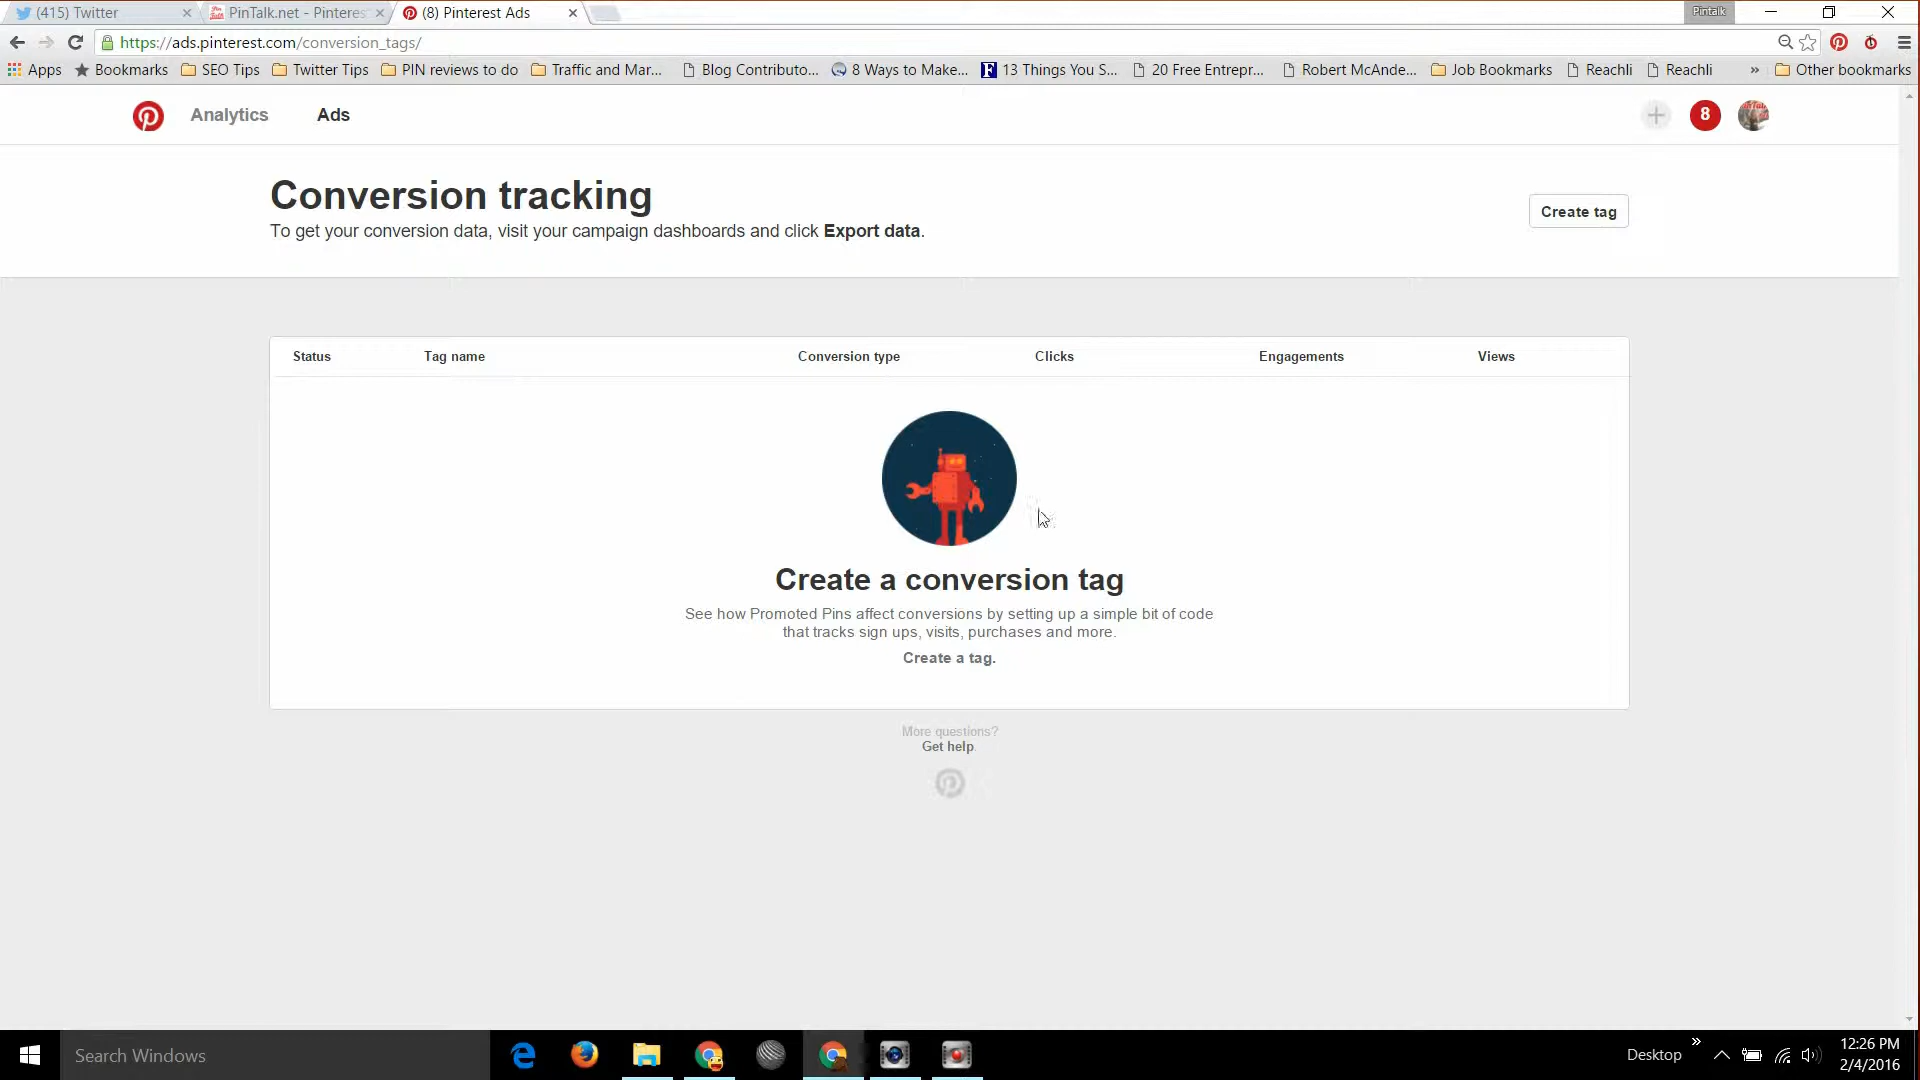 (415) Twitter
PinTalk.net - Pinteres
(8) Pinterest Ads
Pintalk
https://ads.pinterest.com/conversion_tags/
Apps
Bookmarks
SEO Tips
Twitter Tips
PIN reviews to do
Traffic and Mar...
Blog Contributo...
8 Ways to Make...
13 Things You S...
20 Free Entrepr...
Robert McAnde...
Job Bookmarks
Reachli
Reachli
»
Other bookmarks
Analytics
Ads
8
Conversion tracking
To get your conversion data, visit your campaign dashboards and click Export data.
Create tag
Status
Tag name
Conversion type
Clicks
Engagements
Views
Create a conversion tag
See how Promoted Pins affect conversions by setting up a simple bit of code
that tracks sign ups, visits, purchases and more.
Create a tag.
More questions?
Get help.
Search Windows
Desktop
»
12:26 PM
2/4/2016